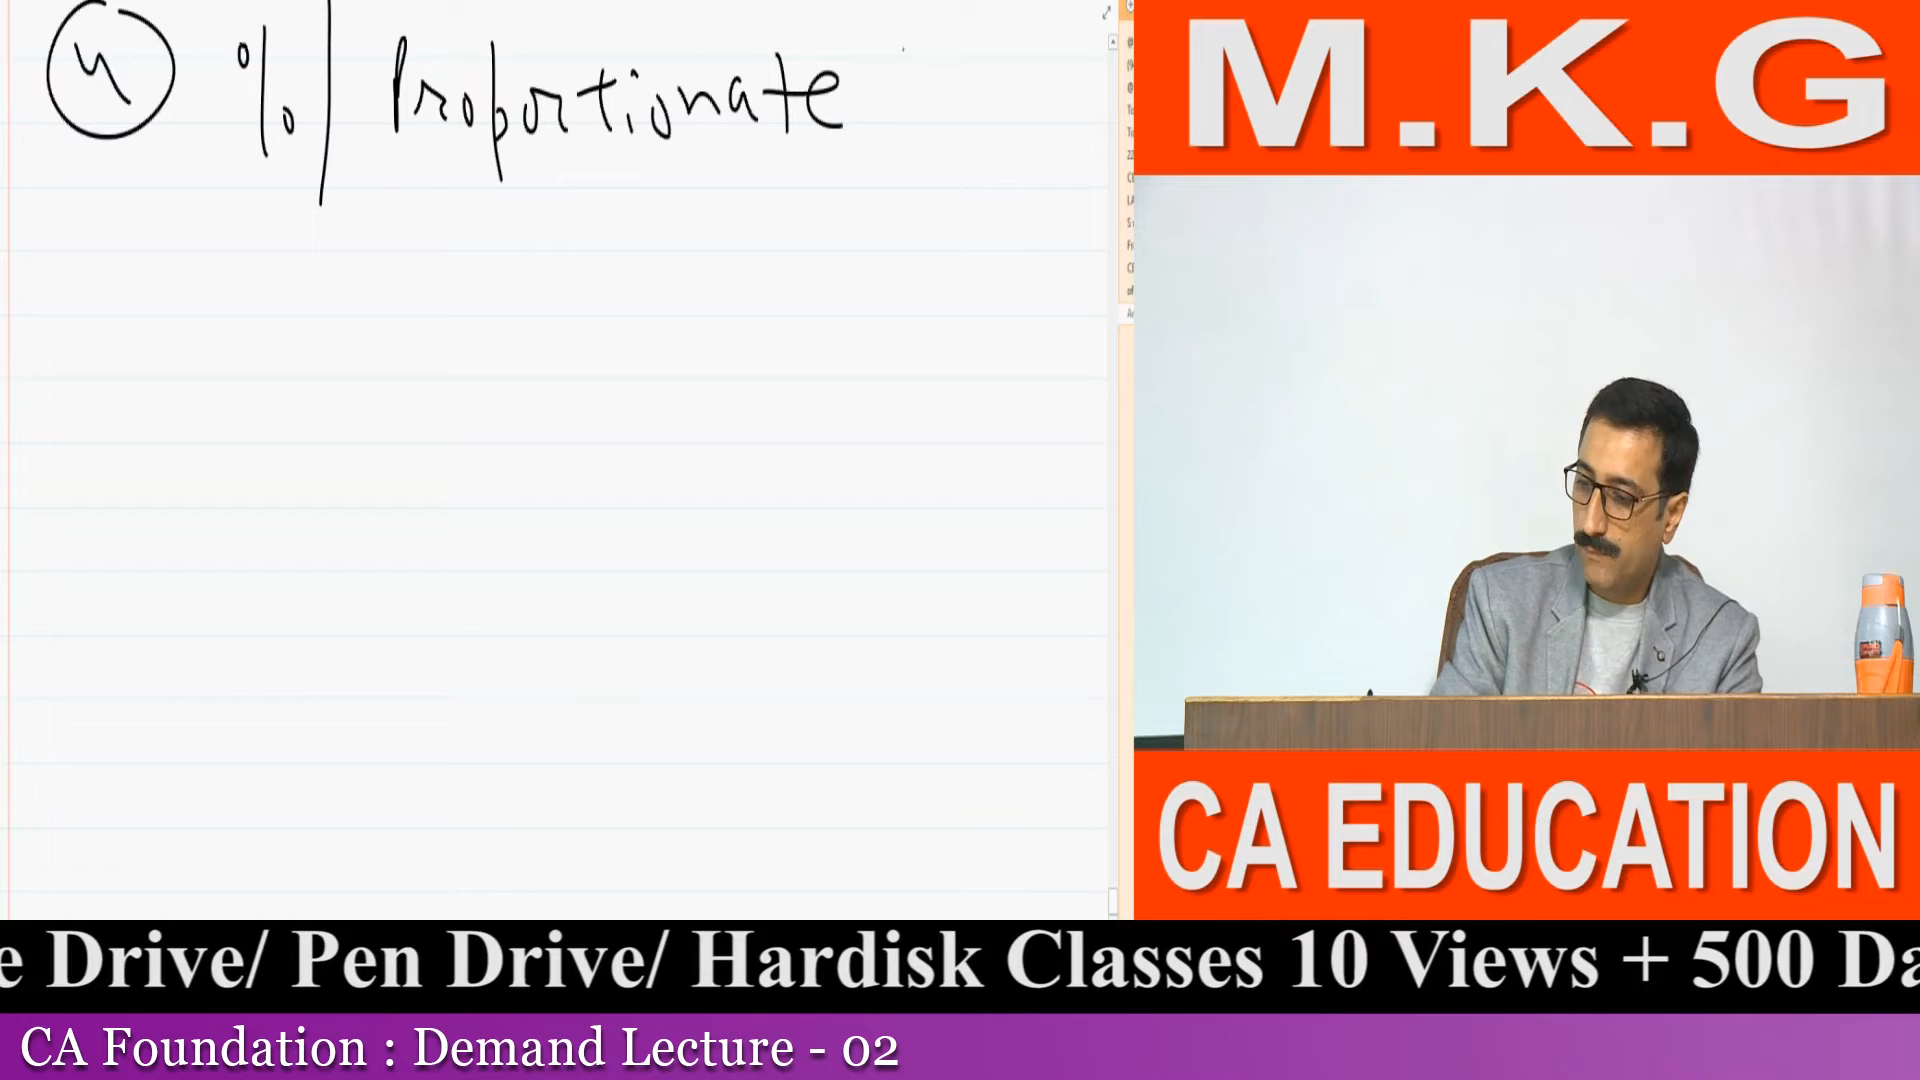 4 % | Proportionate
M.K.G
CA EDUCATION
e Drive/ Pen Drive/ Hardisk Classes 10 Views + 500 Da
CA Foundation : Demand Lecture - 02